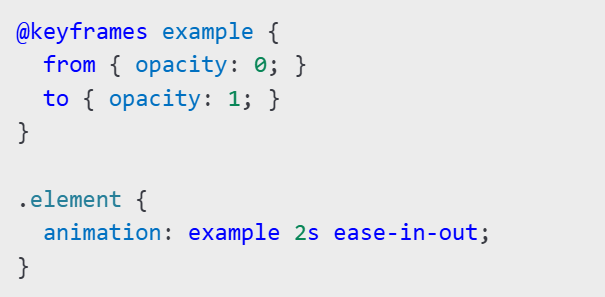 @keyframes example {
  from { opacity: 0; }
  to { opacity: 1; }
}

.element {
  animation: example 2s ease-in-out;
}